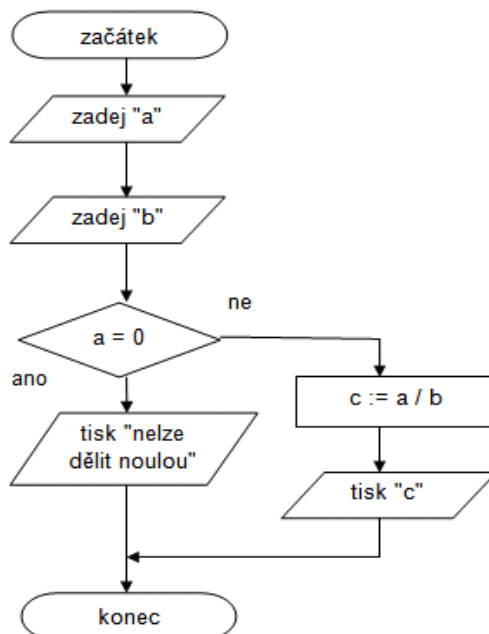 začátek
zadej "a"
zadej "b"
ne
a = 0
ano
c := a / b
tisk "nelze
dělit noulou"
tisk "c"
konec